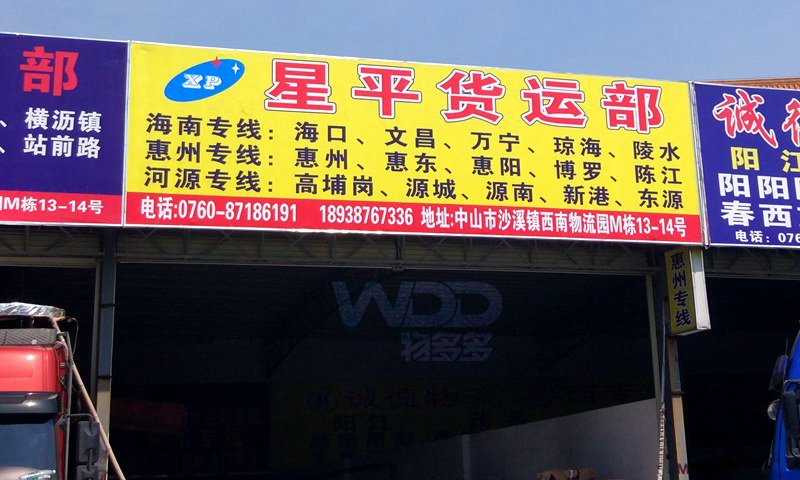 部
、横沥镇
、站前路
M栋13-14号
XP
星平货运部
海南专线：海口、文昌、万宁、琼海、陵水
惠州专线：惠州、惠东、惠阳、博罗、陈江
河源专线：高埔岗、源城、源南、新港、东源
电话:0760-87186191 18938767336 地址:中山市沙溪镇西南物流园M栋13-14号
诚
阳江
阳阳
春西
电话：076
惠州专线
WDD
物多多
诚德物流
阳江